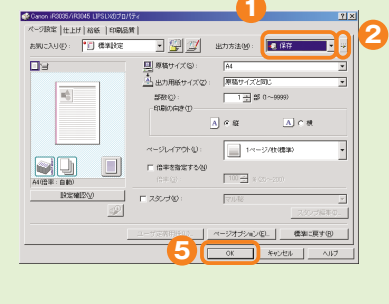 1
Canon iR3035/iR3045 LIPSLXのプロパティ
ページ設定 仕上げ 給紙 印刷品質
お気に入り(F): 標準設定 出力方法(M): 保存 2
原稿サイズ(S): A4
出力用紙サイズ(Z): 原稿サイズと同じ
部数(C): 1 部 (1～9999)
印刷の向き(T)
A 縦 A 横
ページレイアウト(L): 1 1ページ/枚(標準)
倍率を指定する(N)
倍率(G): 100 % (25～200)
A4(倍率: 自動)
設定確認(V)
スタンプ(K): マル秘
スタンプ編集(I)...
ページオプション(E)... 標準に戻す(R)
5 OK キャンセル ヘルプ